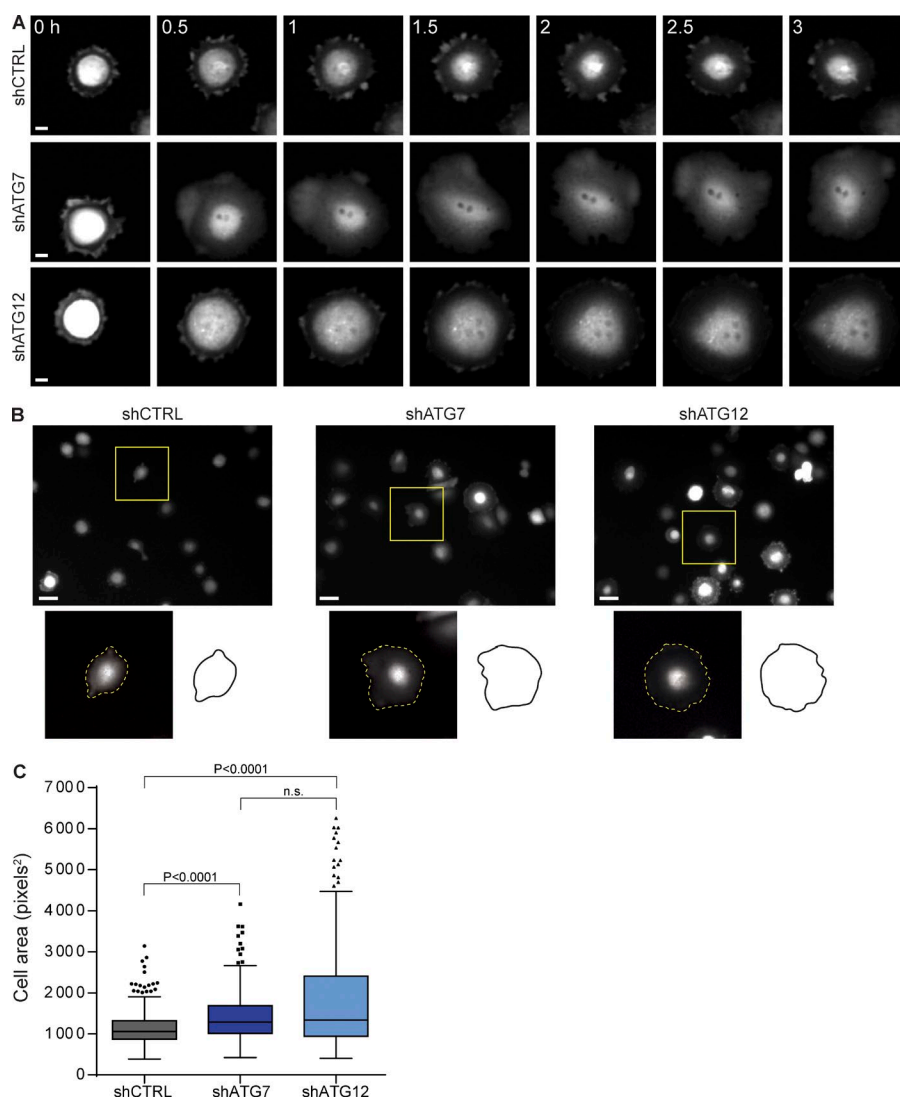 A
0 h 0.5 1 1.5 2 2.5 3
shCTRL
shATG7
shATG12
B
shCTRL shATG7 shATG12
C
P<0.0001
n.s.
P<0.0001
Cell area (pixels²)
7000
6000
5000
4000
3000
2000
1000
0
shCTRL shATG7 shATG12